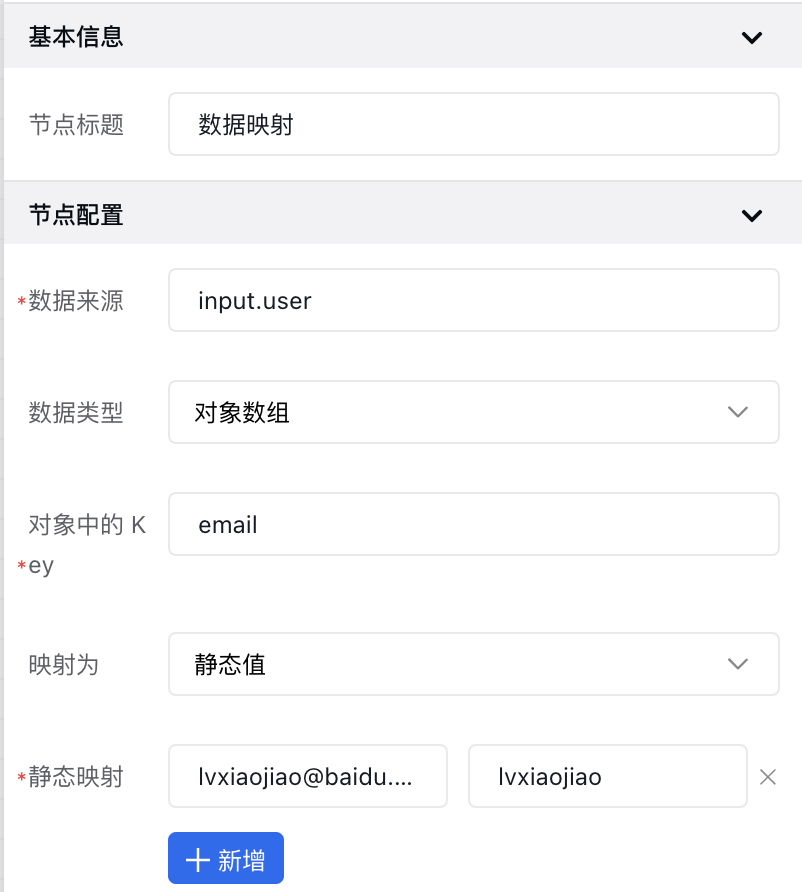 基本信息
节点标题 数据映射
节点配置
*数据来源 input.user
数据类型 对象数组
对象中的 K email
*ey
映射为 静态值
*静态映射 lvxiaojiao@baidu.... lvxiaojiao
新增